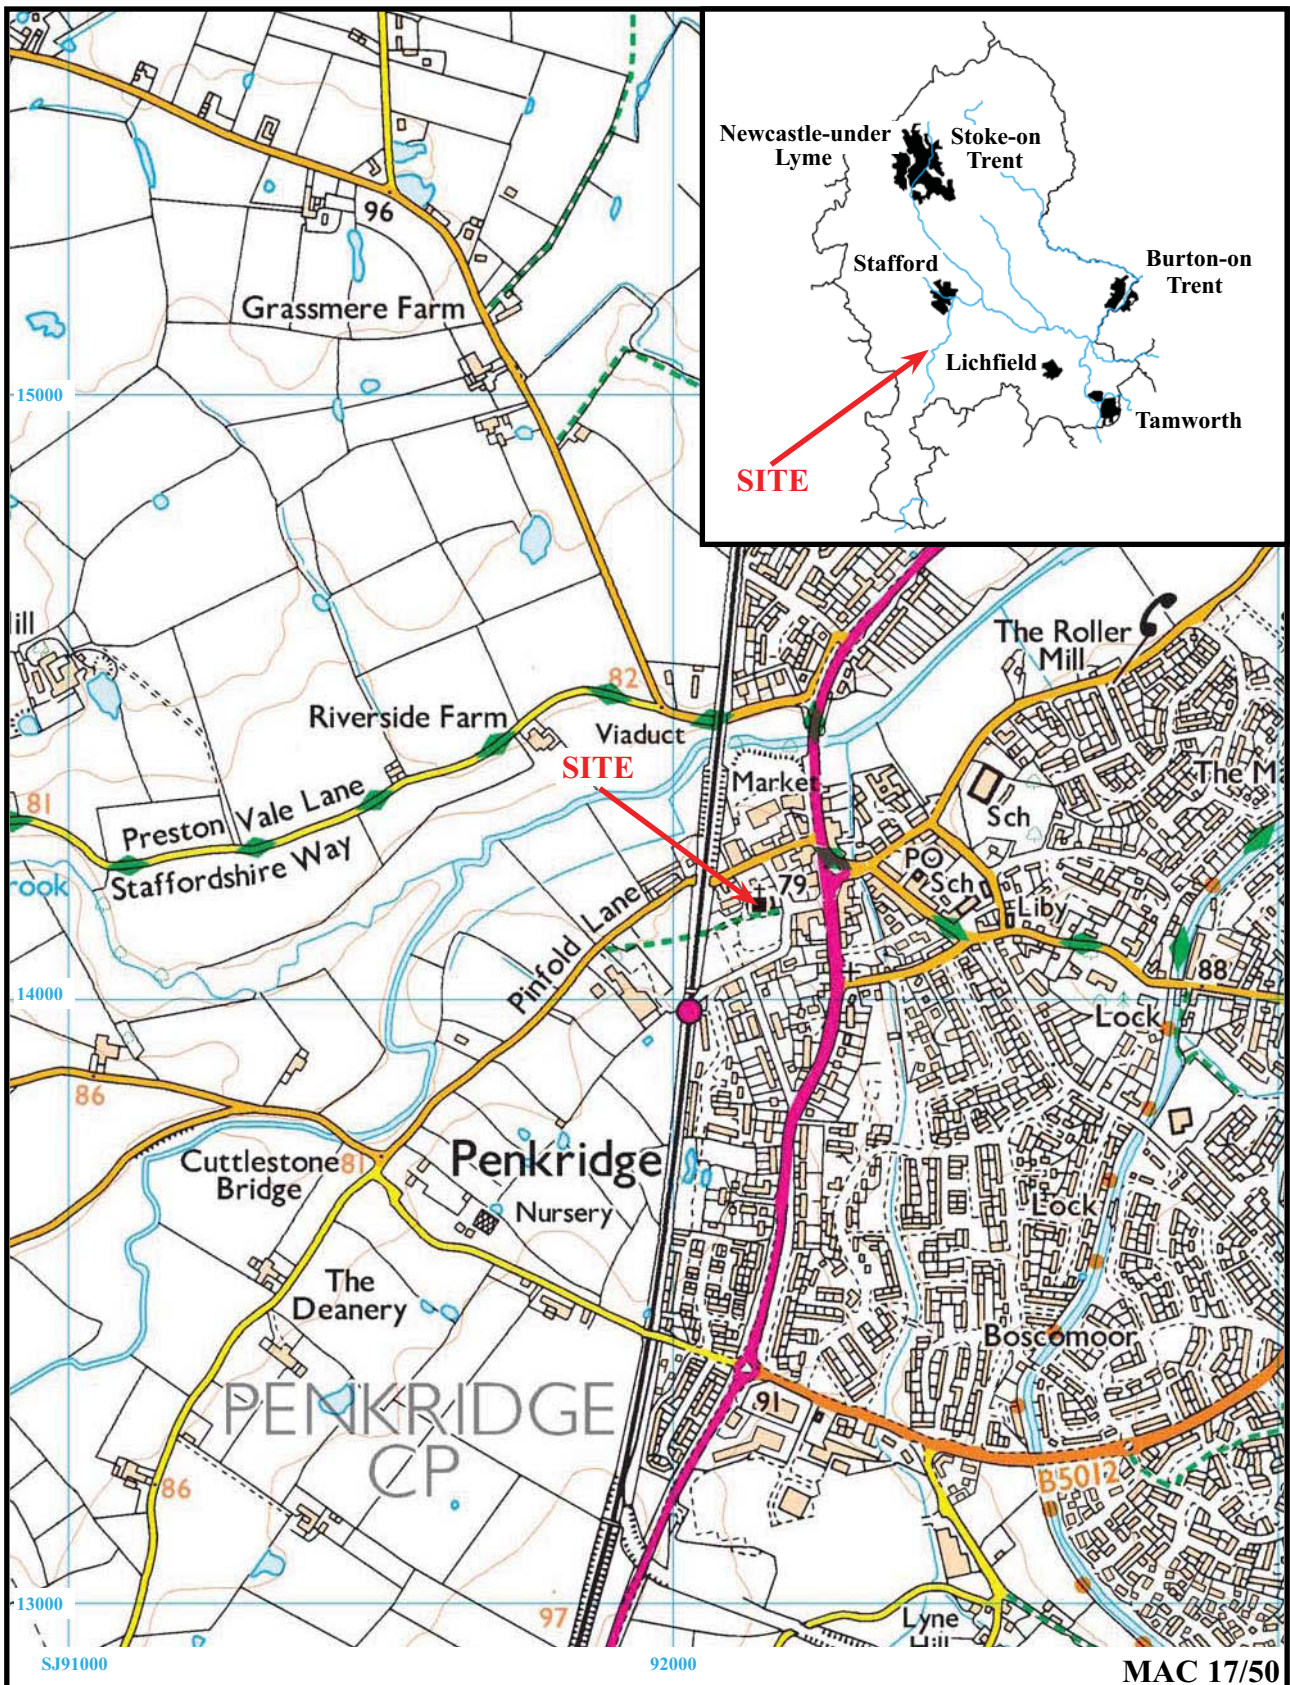 Newcastle-under
Lyme
Stoke-on
Trent
Stafford
Burton-on
Trent
Lichfield
Tamworth
SITE
96
Grassmere Farm
15000
ill
The Roller
Mill
82
Riverside Farm
Viaduct
SITE
Market
The M
81
Preston Vale Lane
Staffordshire Way
Sch
rook
PO
79
Sch
Liby
Pinfold Lane
88
14000
Lock
86
Cuttlestone
Bridge
81
Penkridge
Nursery
Lock
The
Deanery
Boscomoor
PENKRIDGE
CP
91
86
B5012
13000
97
Lyne
Hill
SJ91000
92000
MAC 17/50